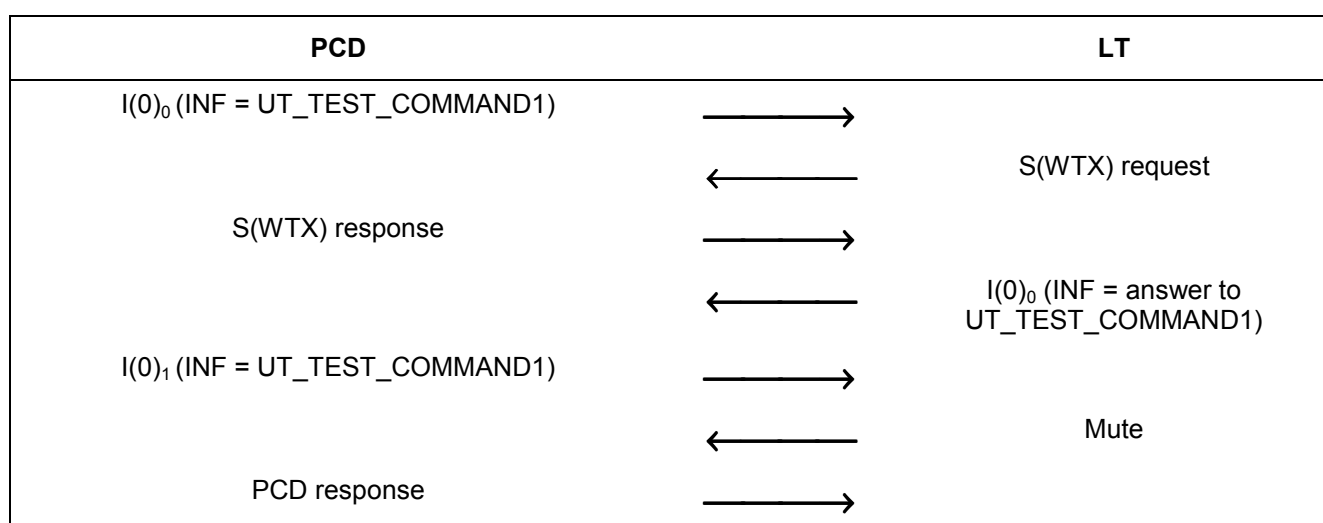 PCD LT
I(0)₀ (INF = UT_TEST_COMMAND1)
S(WTX) request
S(WTX) response
I(0)₀ (INF = answer to
UT_TEST_COMMAND1)
I(0)₁ (INF = UT_TEST_COMMAND1)
Mute
PCD response